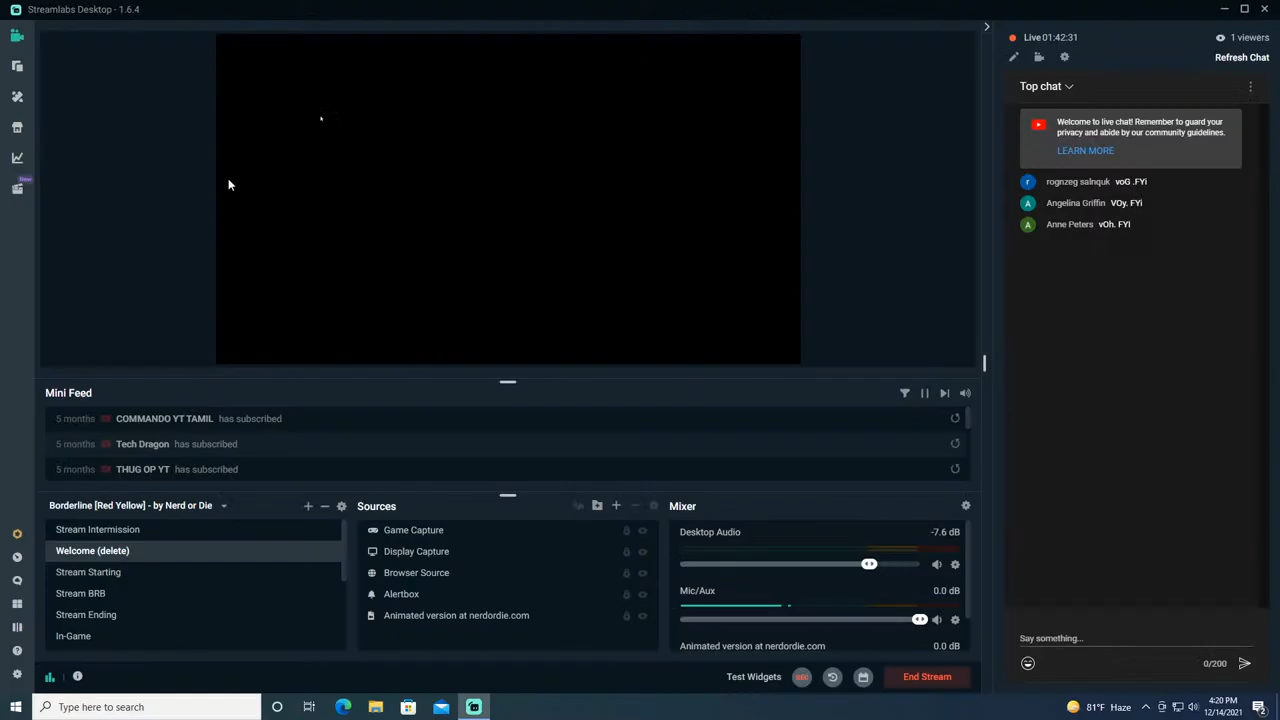 Streamlabs Desktop - 1.6.4
Live 01:42:31
1 viewers
Refresh Chat
Top chat
Welcome to live chat! Remember to guard your
privacy and abide by our community guidelines.
LEARN MORE
New
r rognzeg salnquk voG .FYi
A Angelina Griffin VOy. FYi
A Anne Peters vOh. FYI
Mini Feed
5 months COMMANDO YT TAMIL has subscribed
5 months Tech Dragon has subscribed
5 months THUG OP YT has subscribed
Borderline [Red Yellow] - by Nerd or Die
Stream Intermission
Welcome (delete)
Stream Starting
Stream BRB
Stream Ending
In-Game
Sources
Game Capture
Display Capture
Browser Source
Alertbox
Animated version at nerdordie.com
Mixer
Desktop Audio -7.6 dB
Mic/Aux 0.0 dB
Animated version at nerdordie.com 0.0 dB
Say something...
0/200
Test Widgets
REC
End Stream
Type here to search
81°F Haze
4:20 PM
12/14/2021
2